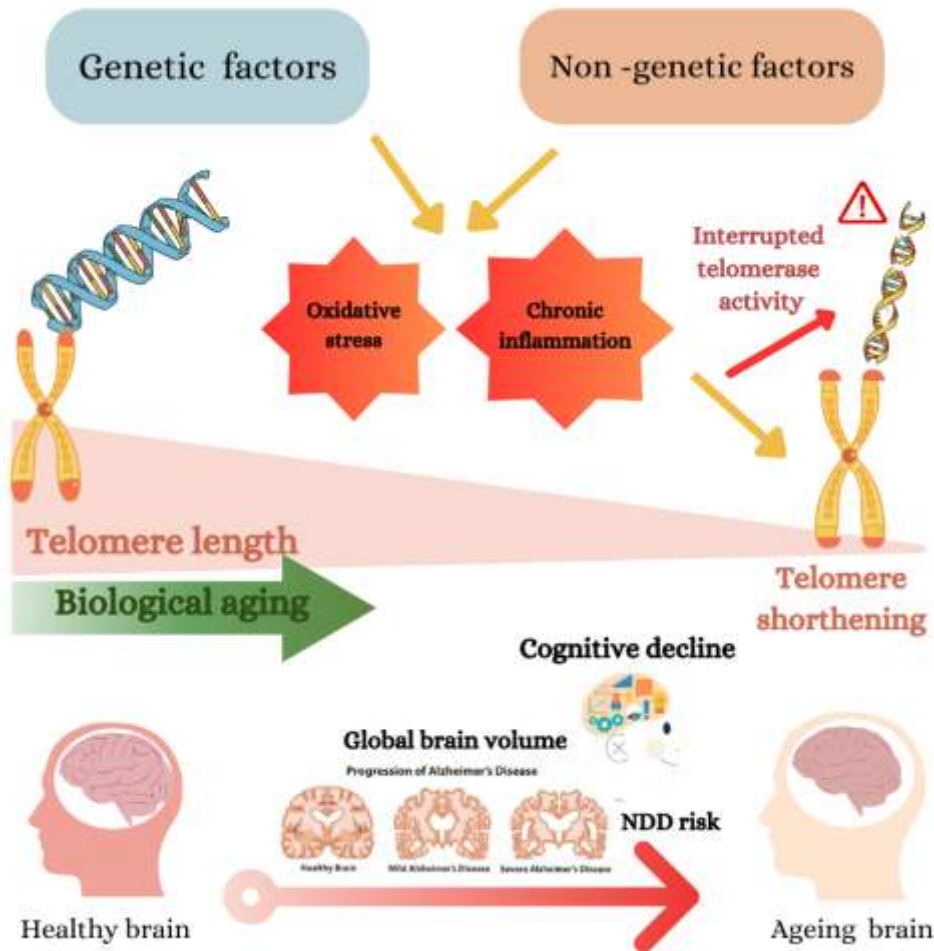 Genetic factors
Non -genetic factors
Interrupted
telomerase
activity
Oxidative
stress
Chronic
inflammation
Telomere length
Biological aging
Telomere
shortening
Cognitive decline
Global brain volume
Progression of Alzheimer's Disease
NDD risk
Healthy Brain
Mild Alzheimer's Disease
Severe Alzheimer's Disease
Healthy brain
Ageing brain